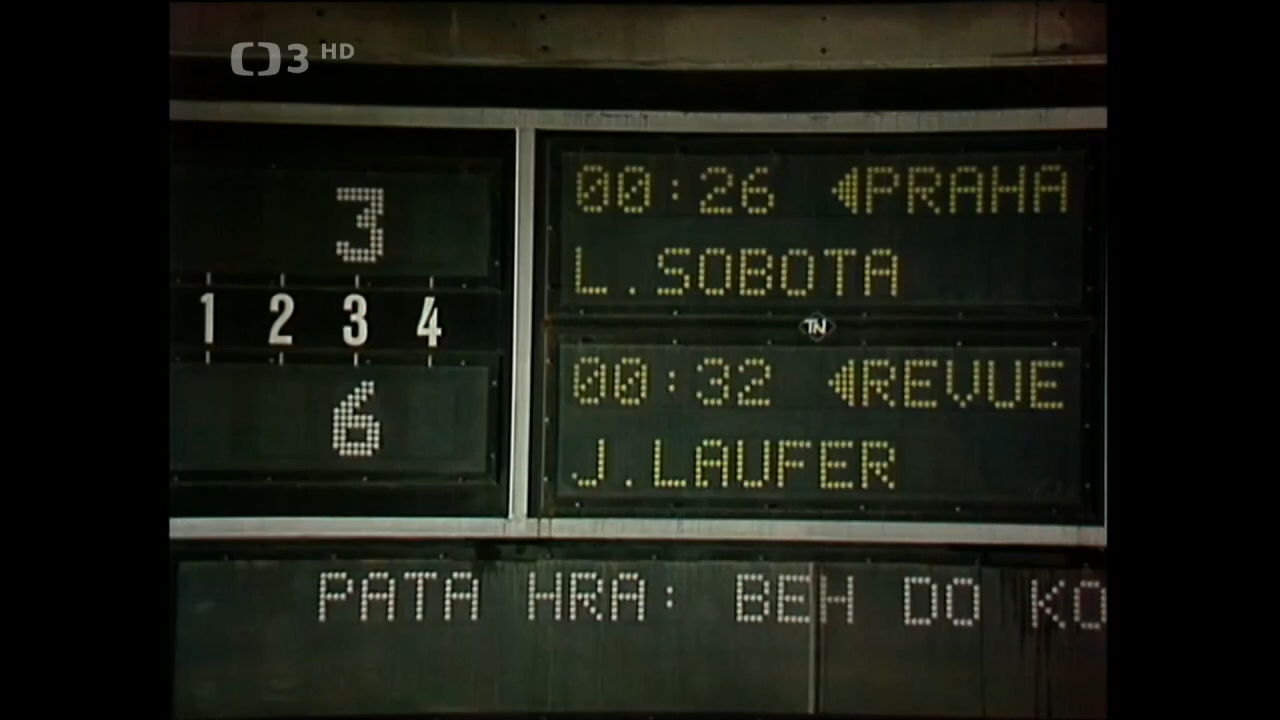 3 HD
3
00:26 PRAHA
L.SOBOTA
1 2 3 4
TN
6
00:32 REVUE
J.LAUFER
PATA HRA: BEH DO KO